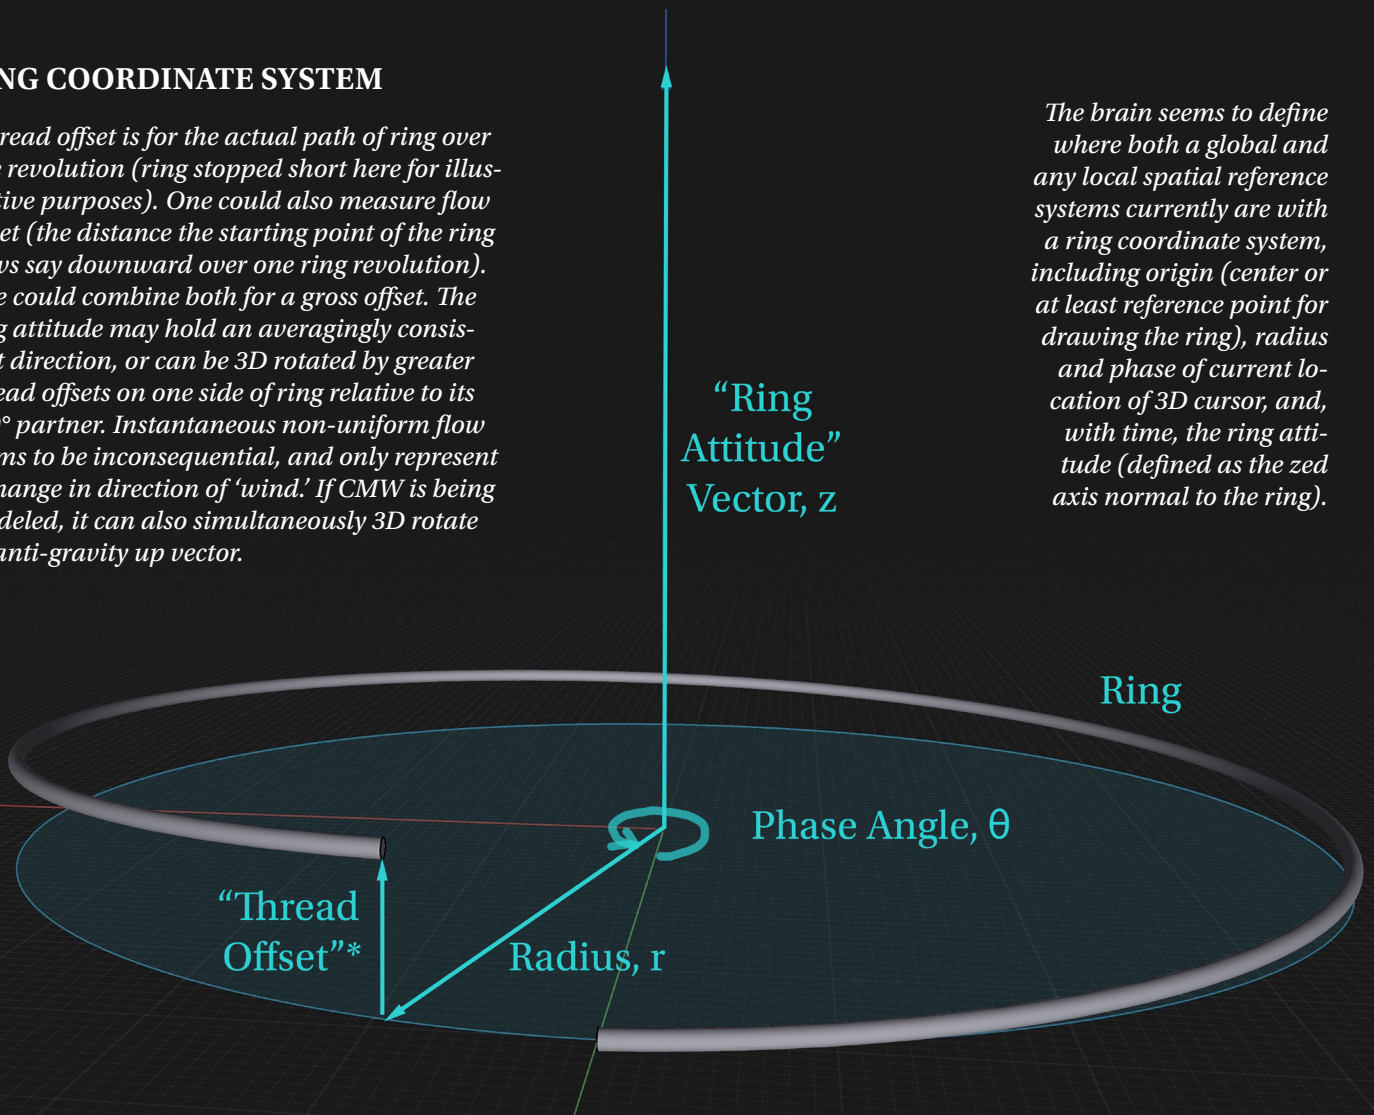 NG COORDINATE SYSTEM
read offset is for the actual path of ring over
e revolution (ring stopped short here for illus-
tive purposes). One could also measure flow
et (the distance the starting point of the ring
ws say downward over one ring revolution).
e could combine both for a gross offset. The
g attitude may hold an averagingly consis-
t direction, or can be 3D rotated by greater
ead offsets on one side of ring relative to its
0° partner. Instantaneous non-uniform flow
ms to be inconsequential, and only represent
hange in direction of ‘wind.’ If CMW is being
deled, it can also simultaneously 3D rotate
anti-gravity up vector.
The brain seems to define
where both a global and
any local spatial reference
systems currently are with
a ring coordinate system,
including origin (center or
at least reference point for
drawing the ring), radius
and phase of current lo-
cation of 3D cursor, and,
with time, the ring atti-
tude (defined as the zed
axis normal to the ring).
“Ring
Attitude”
Vector, z
Ring
Phase Angle, θ
“Thread
Offset”*
Radius, r